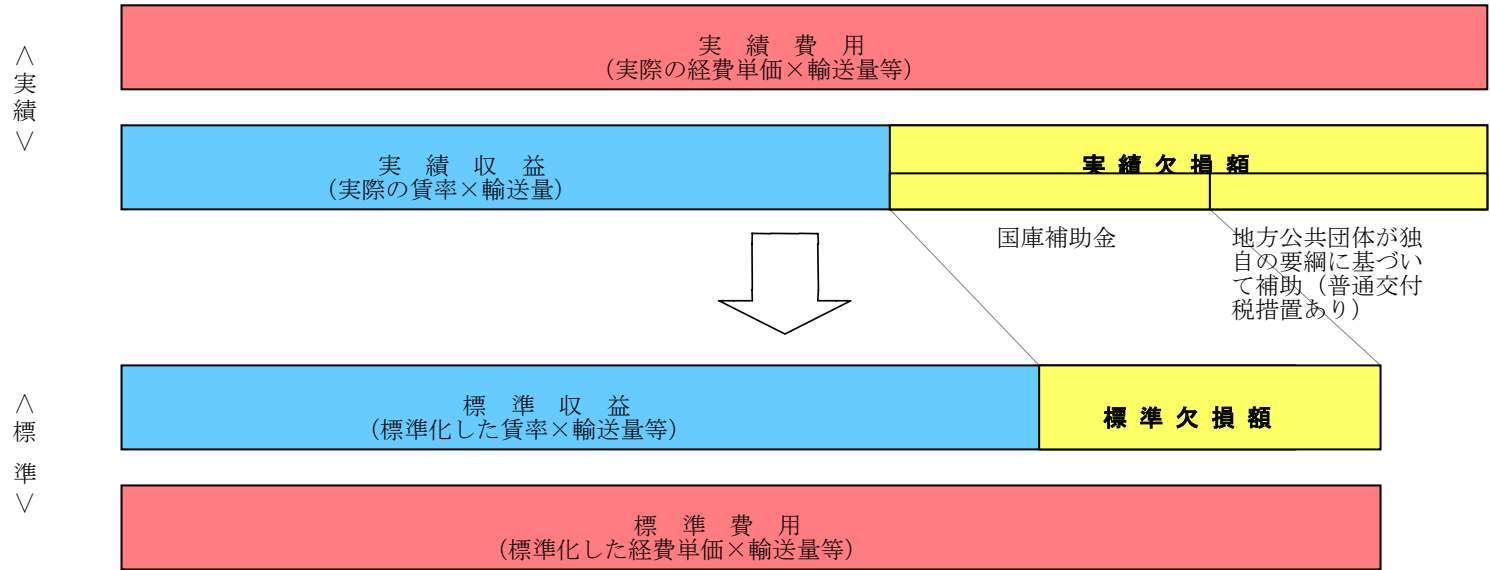 <実績>
実績費用
（実際の経費単価×輸送量等）
実績収益
（実際の賃率×輸送量）
実績欠損額
国庫補助金
地方公共団体が独
自の要綱に基づい
て補助（普通交付
税措置あり）
<標準>
標準収益
（標準化した賃率×輸送量等）
標準欠損額
標準費用
（標準化した経費単価×輸送量等）